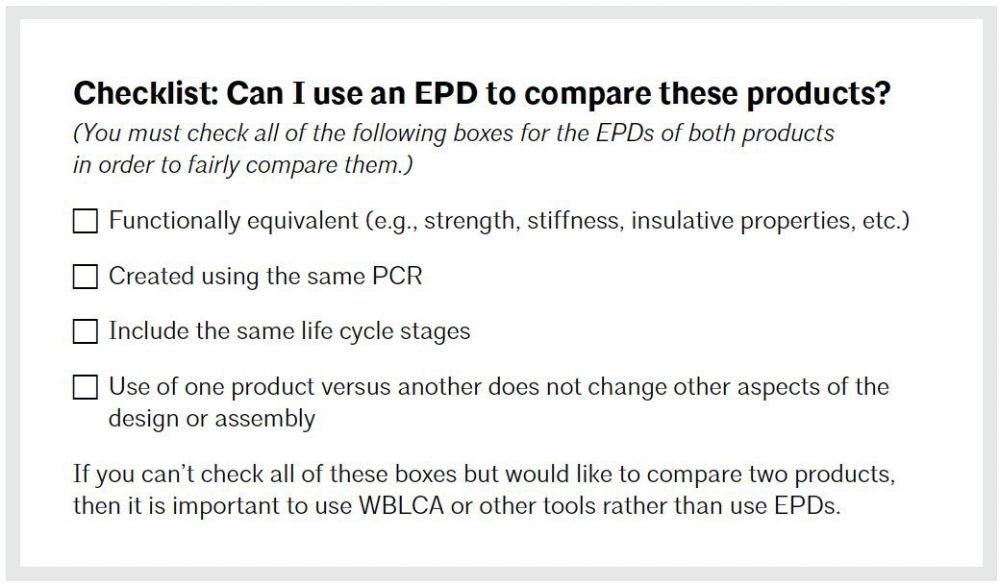 Checklist: Can I use an EPD to compare these products?
(You must check all of the following boxes for the EPDs of both products
in order to fairly compare them.)
Functionally equivalent (e.g., strength, stiffness, insulative properties, etc.)
Created using the same PCR
Include the same life cycle stages
Use of one product versus another does not change other aspects of the
design or assembly
If you can’t check all of these boxes but would like to compare two products,
then it is important to use WBLCA or other tools rather than use EPDs.